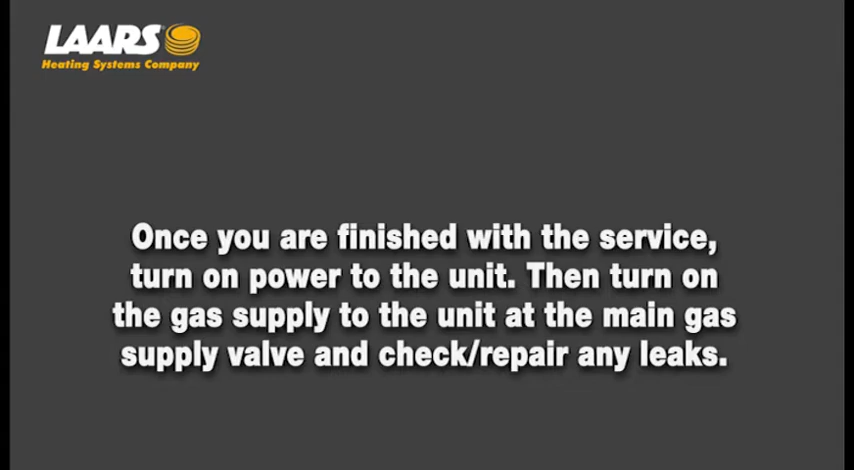 LAARS
Heating Systems Company
Once you are finished with the service,
turn on power to the unit. Then turn on
the gas supply to the unit at the main gas
supply valve and check/repair any leaks.